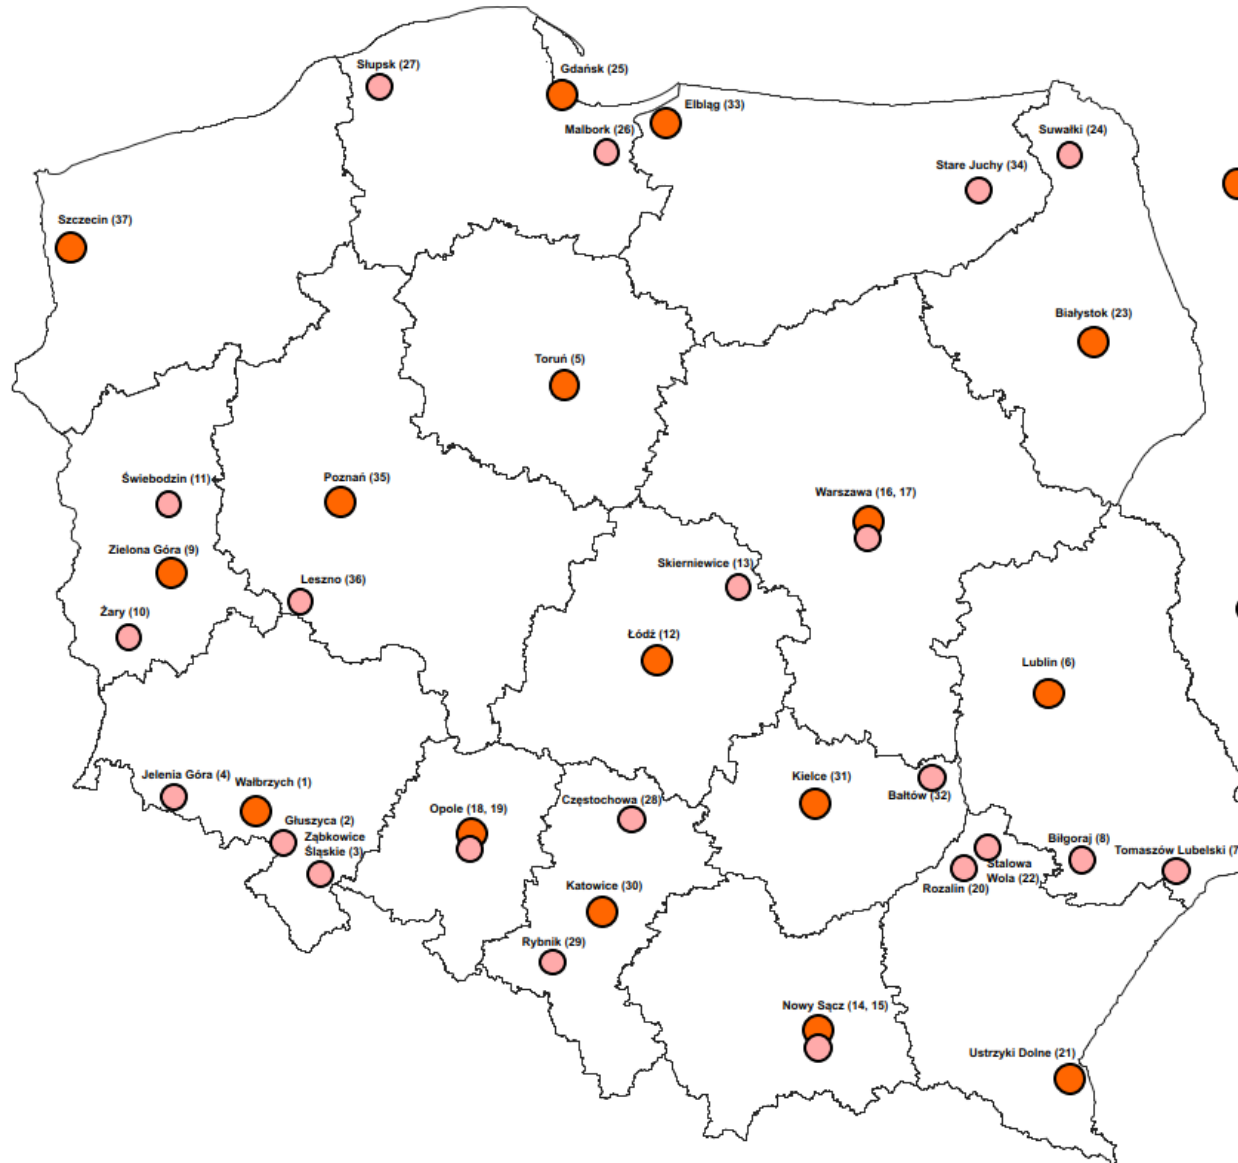 Słupsk (27)
Gdańsk (25)
Elbląg (33)
Malbork (26)
Suwałki (24)
Stare Juchy (34)
Szczecin (37)
Białystok (23)
Toruń (5)
Świebodzin (11)
Poznań (35)
Warszawa (16, 17)
Zielona Góra (9)
Skierniewice (13)
Leszno (36)
Żary (10)
Łódź (12)
Lublin (6)
Jelenia Góra (4)
Wałbrzych (1)
Kielce (31)
Bałtów (32)
Opole (18, 19)
Częstochowa (28)
Głuszyca (2)
Ząbkowice
Śląskie (3)
Biłgoraj (8)
Tomaszów Lubelski (7
Stalowa
Wola (22)
Rozalin (20)
Katowice (30)
Rybnik (29)
Nowy Sącz (14, 15)
Ustrzyki Dolne (21)